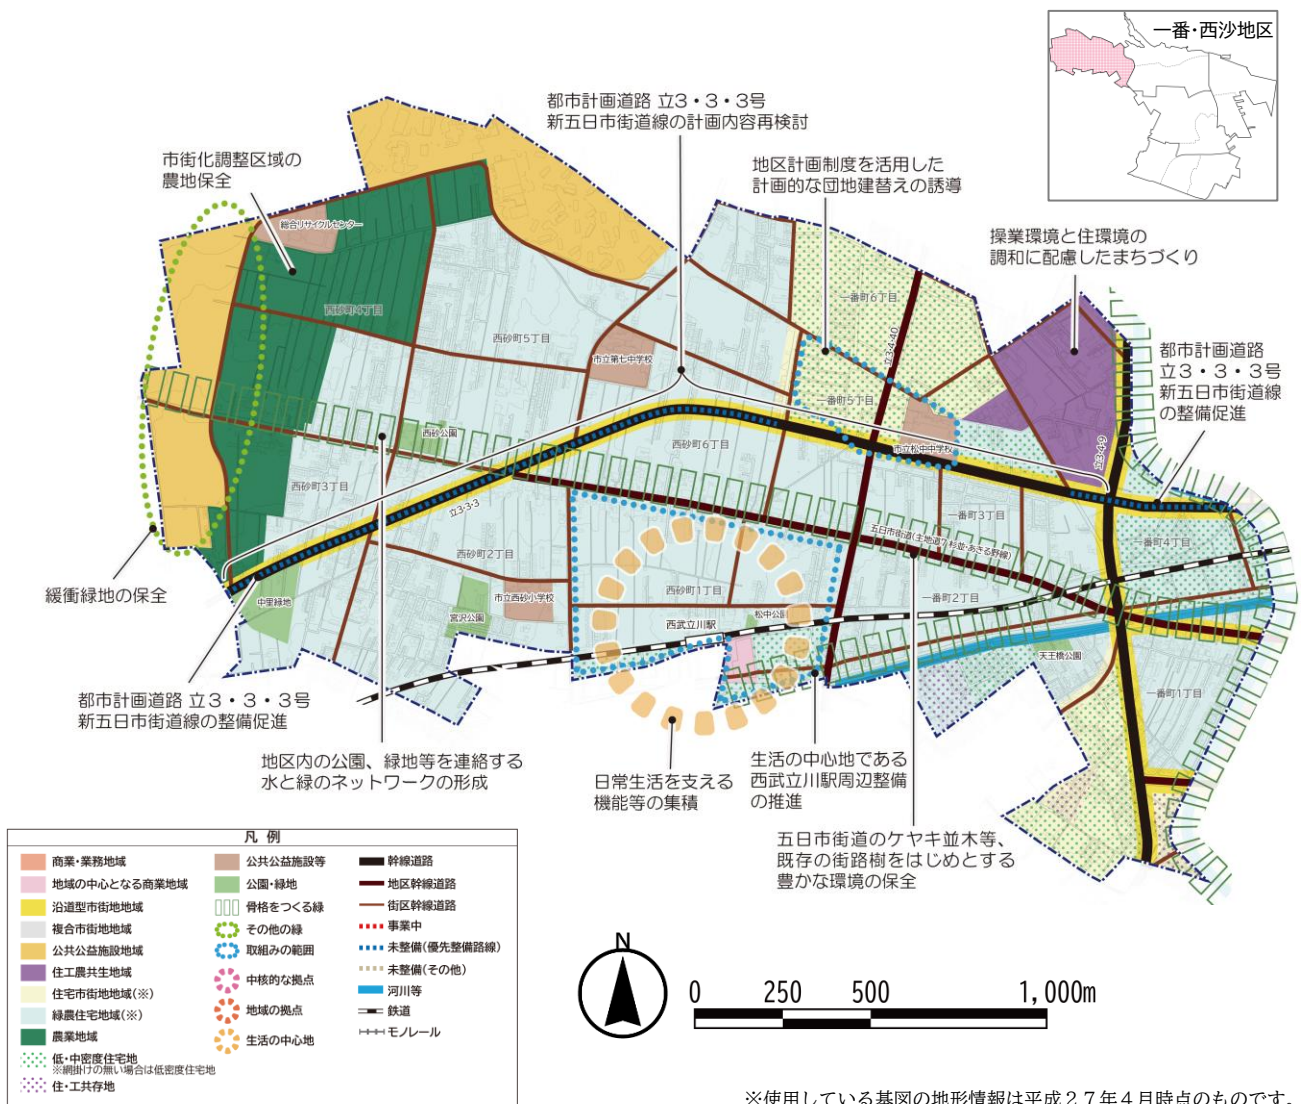 一番・西沙地区
都市計画道路 立3・3・3号
新五日市街道線の計画内容再検討
市街化調整区域の
農地保全
地区計画制度を活用した
計画的な団地建替えの誘導
操業環境と住環境の
調和に配慮したまちづくり
都市計画道路
立3・3・3号
新五日市街道線
の整備促進
総合リサイクルセンター
西砂町4丁目
西砂町5丁目
市立第七中学校
一番町6丁目
立3・4・40
一番町5丁目
市立松中中学校
西砂公園
西砂町6丁目
西砂町3丁目
立3・3・3
西砂町2丁目
五日市街道(主地道7 杉並・あきる野線)
一番町3丁目
一番町4丁目
中里緑地
市立西砂小学校
宮沢公園
西砂町1丁目
西武立川駅
松中公園
一番町2丁目
天王橋公園
一番町1丁目
緩衝緑地の保全
都市計画道路 立3・3・3号
新五日市街道線の整備促進
地区内の公園、緑地等を連絡する
水と緑のネットワークの形成
日常生活を支える
機能等の集積
生活の中心地である
西武立川駅周辺整備
の推進
五日市街道のケヤキ並木等、
既存の街路樹をはじめとする
豊かな環境の保全
凡 例
商業・業務地域
地域の中心となる商業地域
沿道型市街地地域
複合市街地地域
公共公益施設地域
住工農共生地域
住宅市街地地域(※)
緑農住宅地域(※)
農業地域
低・中密度住宅地
※網掛けの無い場合は低密度住宅地
住・工共存地
公共公益施設等
公園・緑地
骨格をつくる緑
その他の緑
取組みの範囲
中核的な拠点
地域の拠点
生活の中心地
幹線道路
地区幹線道路
街区幹線道路
事業中
未整備(優先整備路線)
未整備(その他)
河川等
鉄道
モノレール
N
0 250 500 1,000m
※使用している基図の地形情報は平成27年4月時点のものです。